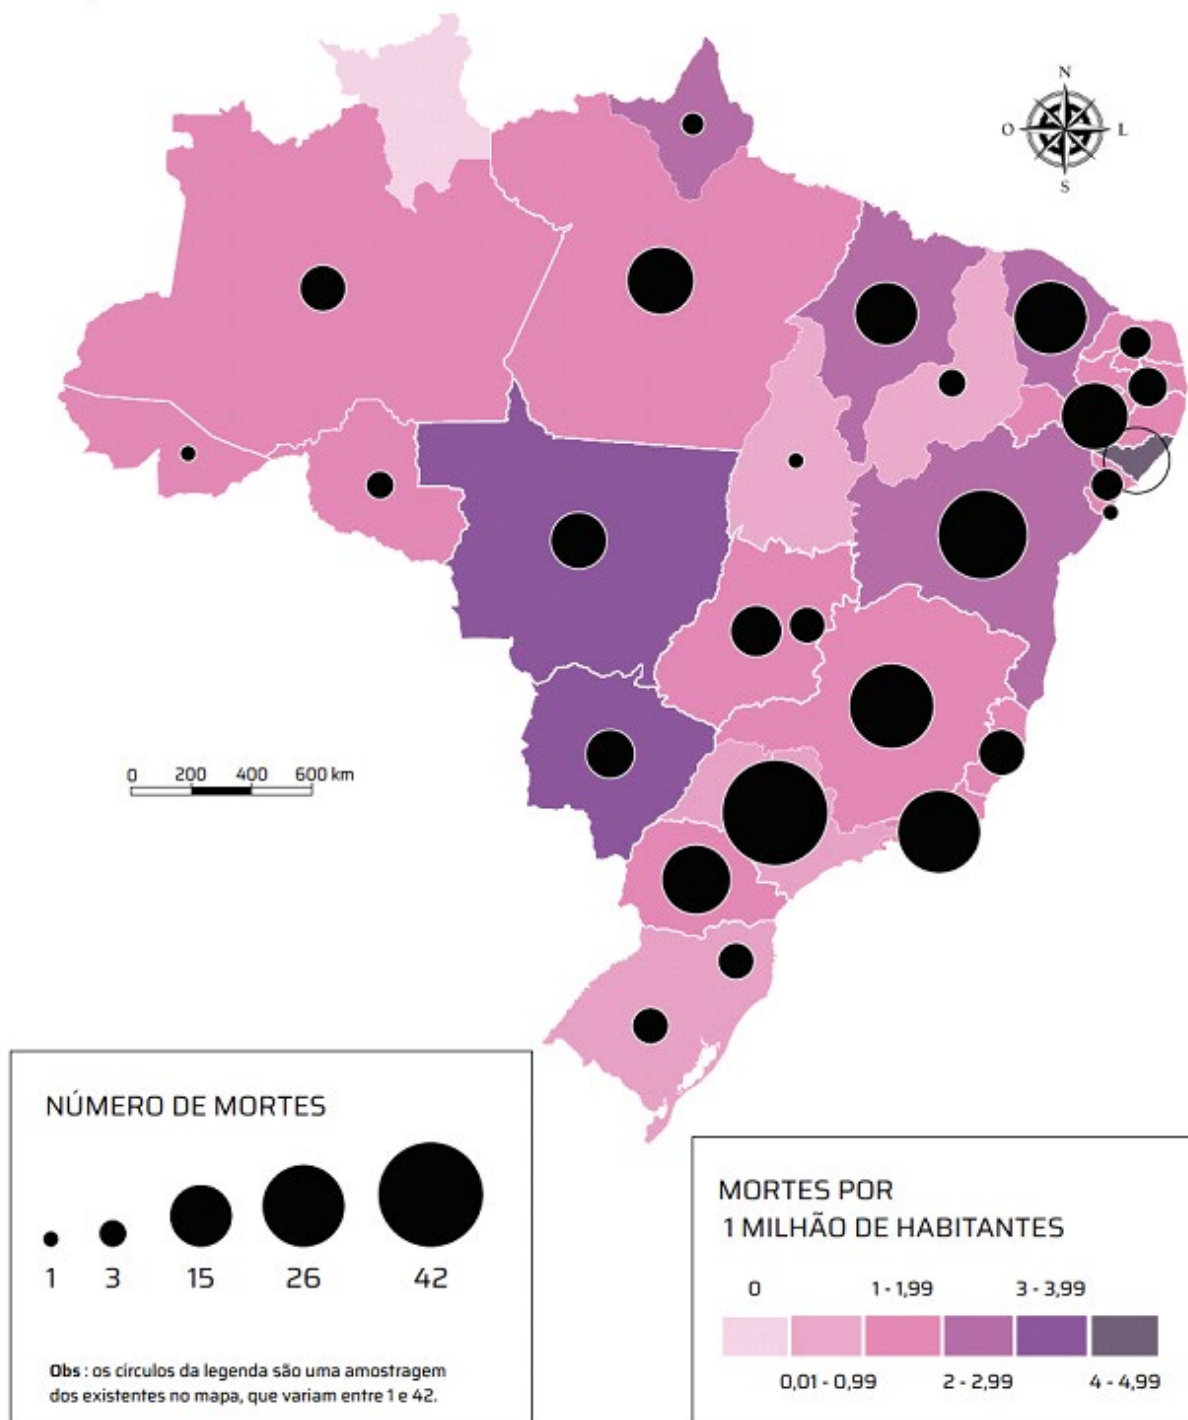 N
O L
S
0 200 400 600 km
NÚMERO DE MORTES
1 3 15 26 42
Obs : os círculos da legenda são uma amostragem
dos existentes no mapa, que variam entre 1 e 42.
MORTES POR
1 MILHÃO DE HABITANTES
0 1 - 1,99 3 - 3,99
0,01 - 0,99 2 - 2,99 4 - 4,99